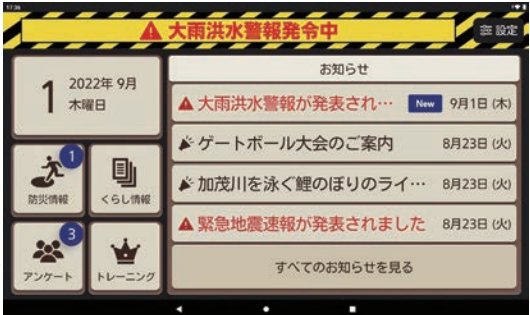 17:36
大雨洪水警報発令中
設定
1
2022年 9月
木曜日
お知らせ
大雨洪水警報が発表され… New 9月1日 (木)
ゲートボール大会のご案内 8月23日 (火)
加茂川を泳ぐ鯉のぼりのライ… 8月23日 (火)
緊急地震速報が発表されました 8月23日 (火)
すべてのお知らせを見る
1
防災情報
くらし情報
3
アンケート
トレーニング